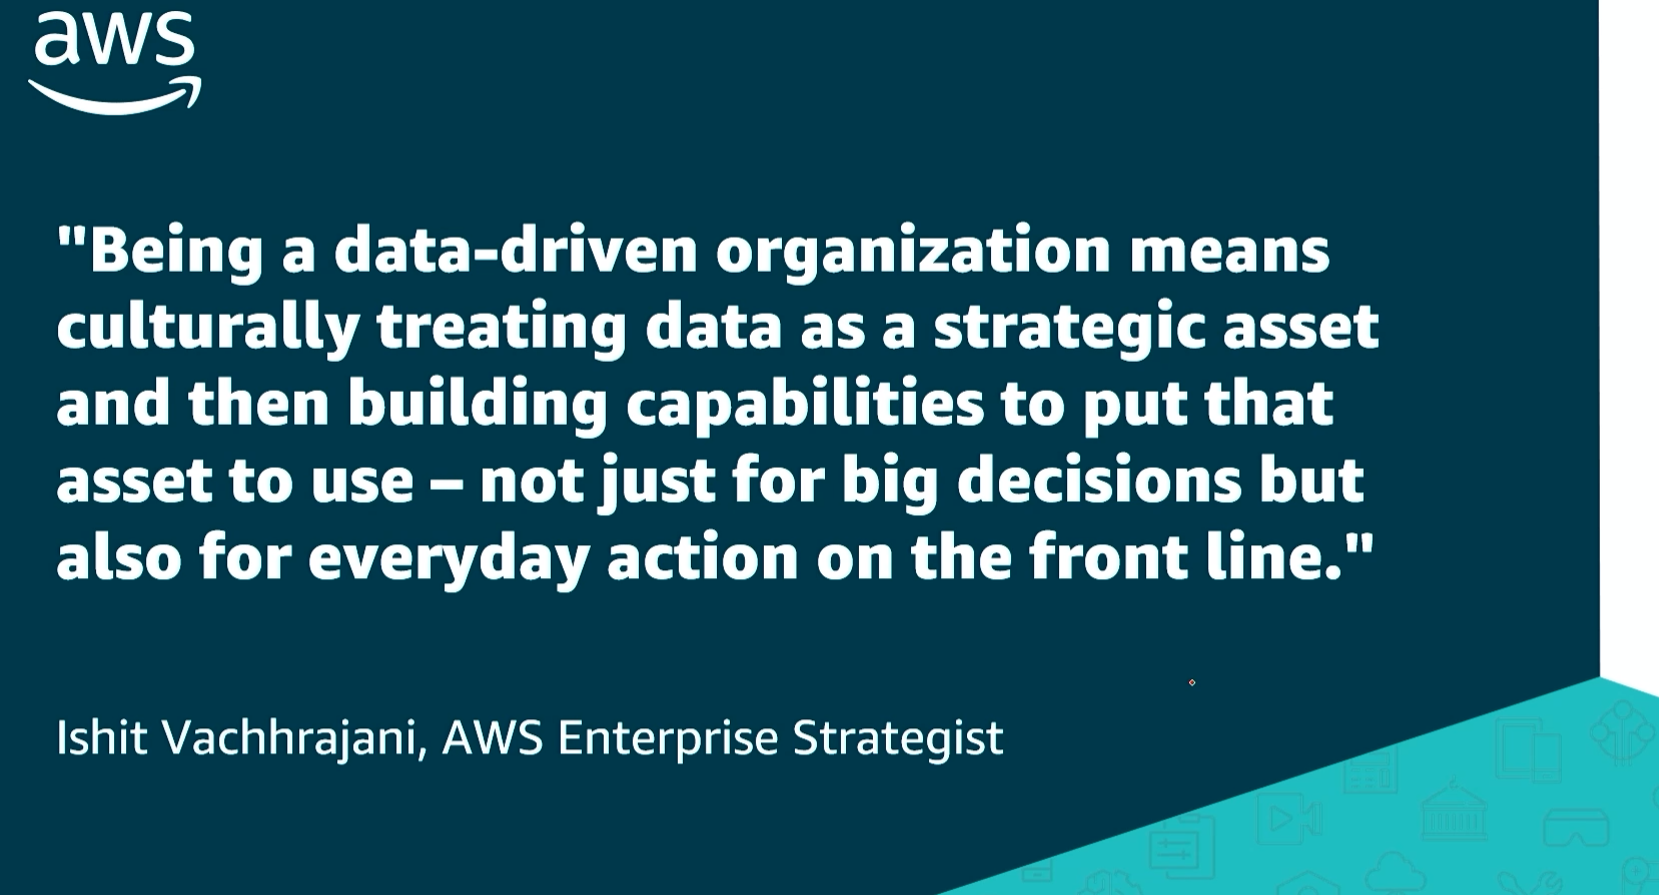 aws
"Being a data-driven organization means
culturally treating data as a strategic asset
and then building capabilities to put that
asset to use – not just for big decisions but
also for everyday action on the front line."
Ishit Vachhrajani, AWS Enterprise Strategist